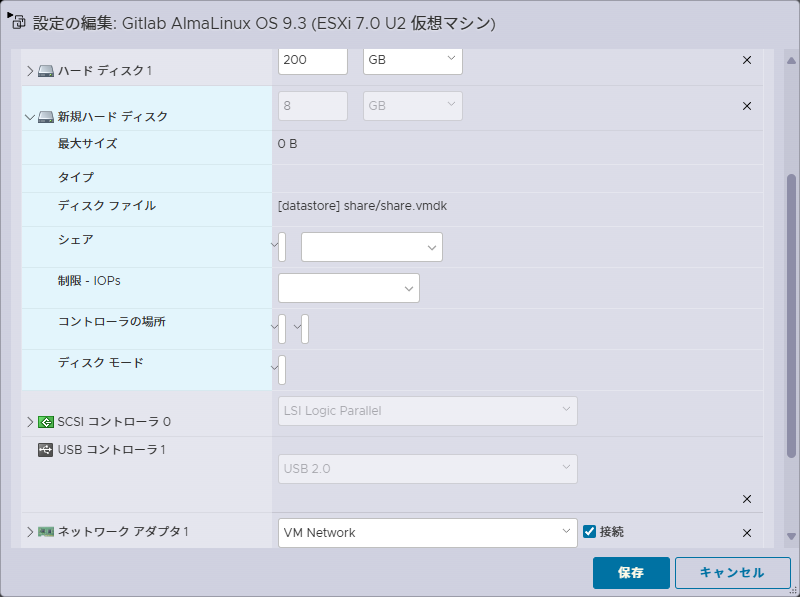 設定の編集: Gitlab AlmaLinux OS 9.3 (ESXi 7.0 U2 仮想マシン)
ハード ディスク 1
200
GB
新規ハード ディスク
8
GB
最大サイズ
0 B
タイプ
ディスク ファイル
[datastore] share/share.vmdk
シェア
制限 - IOPs
コントローラの場所
ディスク モード
SCSI コントローラ 0
LSI Logic Parallel
USB コントローラ 1
USB 2.0
ネットワーク アダプタ 1
VM Network
接続
保存
キャンセル